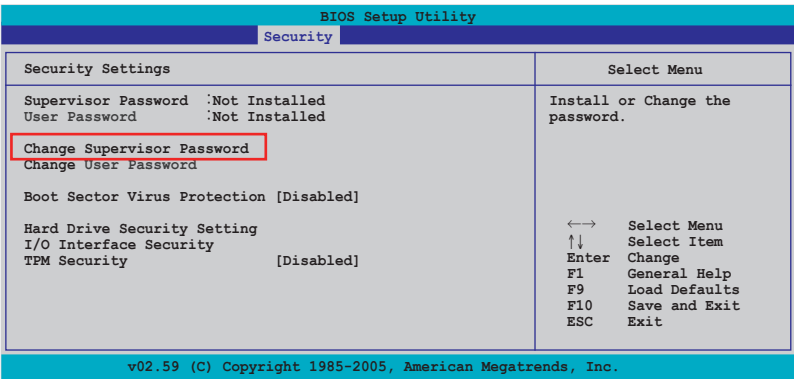 BIOS Setup Utility
Security
Security Settings
Supervisor Password :Not Installed
User Password :Not Installed
Change Supervisor Password
Change User Password
Boot Sector Virus Protection [Disabled]
Hard Drive Security Setting
I/O Interface Security
TPM Security [Disabled]
Select Menu
Install or Change the
password.
←→ Select Menu
↑↓ Select Item
Enter Change
F1 General Help
F9 Load Defaults
F10 Save and Exit
ESC Exit
v02.59 (C) Copyright 1985-2005, American Megatrends, Inc.